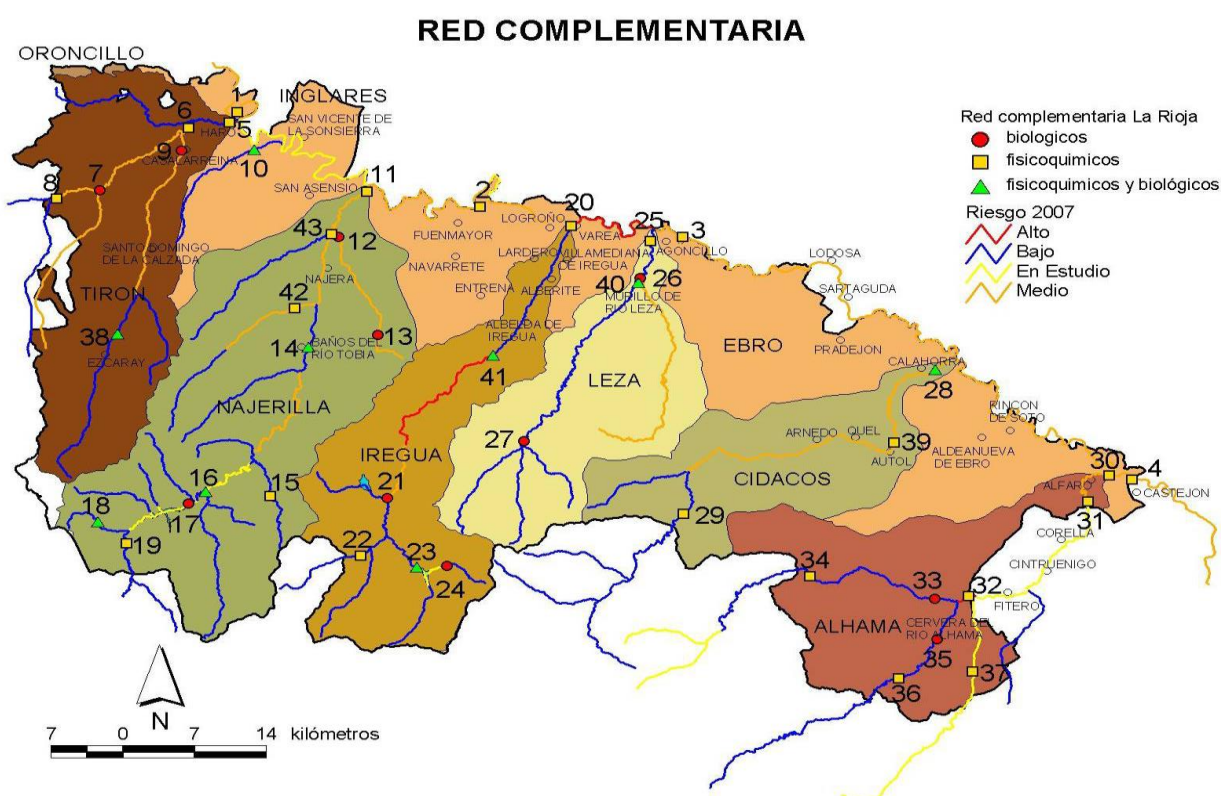 RED COMPLEMENTARIA
ORONCILLO
INGLARES
SAN VICENTE DE
LA SONSIERRA
1
6
5
HARO
9
CASALARREINA
10
7
8
SAN ASENSIO
11
2
20
25
3
LOGROÑO
VAREA
AGONCILLO
FUENMAYOR
LARDERO
VILLAMEDIANA
DE IREGUA
43
12
NAVARRETE
NAJERA
ENTRENA
ALBERITE
40
26
MURILLO DE
RIO LEZA
LODOSA
SARTAGUDA
SANTO DOMINGO
DE LA CALZADA
TIRON
42
38
EZCARAY
14
BAÑOS DEL
RÍO TOBIA
13
ALBELDA DE
IREGUA
41
EBRO
PRADEJON
CALAHORRA
28
LEZA
NAJERILLA
RINCON
DE SOTO
ARNEDO
QUEL
39
AUTOL
ALDEANUEVA
DE EBRO
27
IREGUA
CIDACOS
16
15
21
17
18
19
30
4
ALFARO
CASTEJON
31
CORELLA
29
22
23
24
34
33
32
CINTRUENIGO
FITERO
ALHAMA
CERVERA DEL
RIO ALHAMA
35
36
37
Red complementaria La Rioja
biologicos
fisicoquimicos
fisicoquimicos y biológicos
Riesgo 2007
Alto
Bajo
En Estudio
Medio
N
7 0 7 14 kilómetros